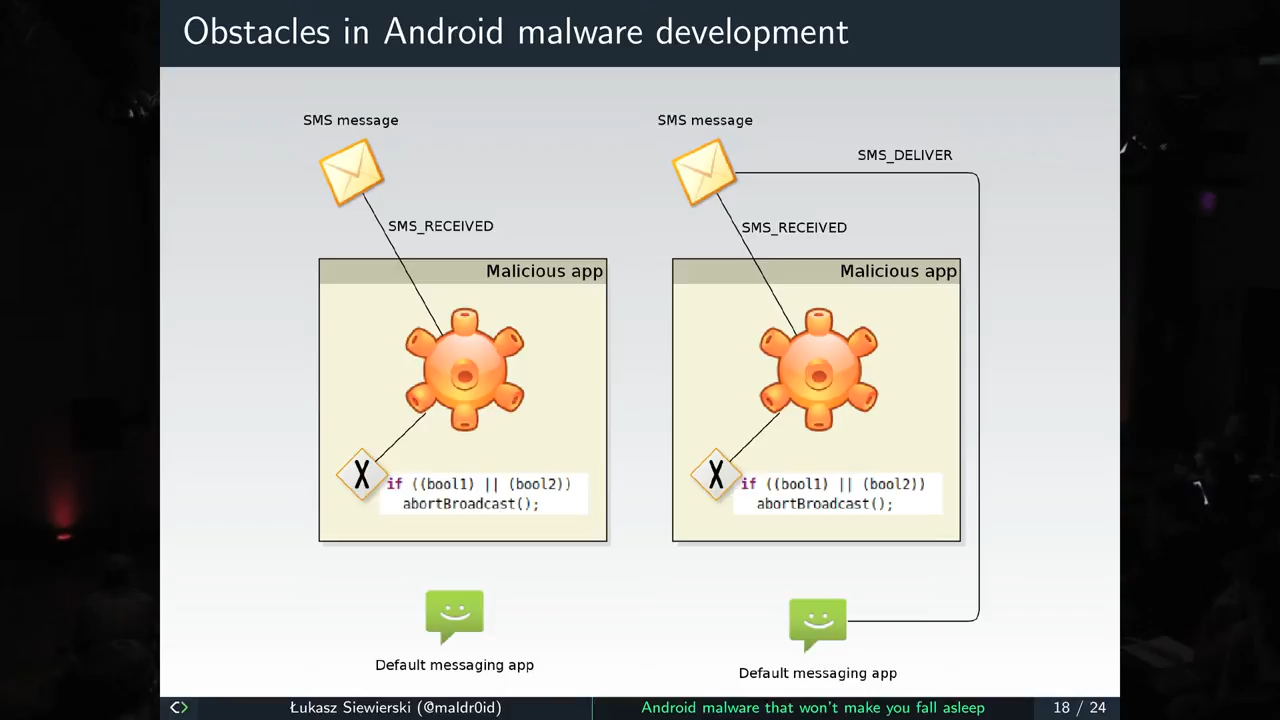 Obstacles in Android malware development
SMS message
SMS_RECEIVED
Malicious app
X
if ((bool1) || (bool2))
abortBroadcast();
Default messaging app
SMS message
SMS_DELIVER
SMS_RECEIVED
Malicious app
X
if ((bool1) || (bool2))
abortBroadcast();
Default messaging app
Łukasz Siewierski (@maldr0id)
Android malware that won't make you fall asleep
18 / 24